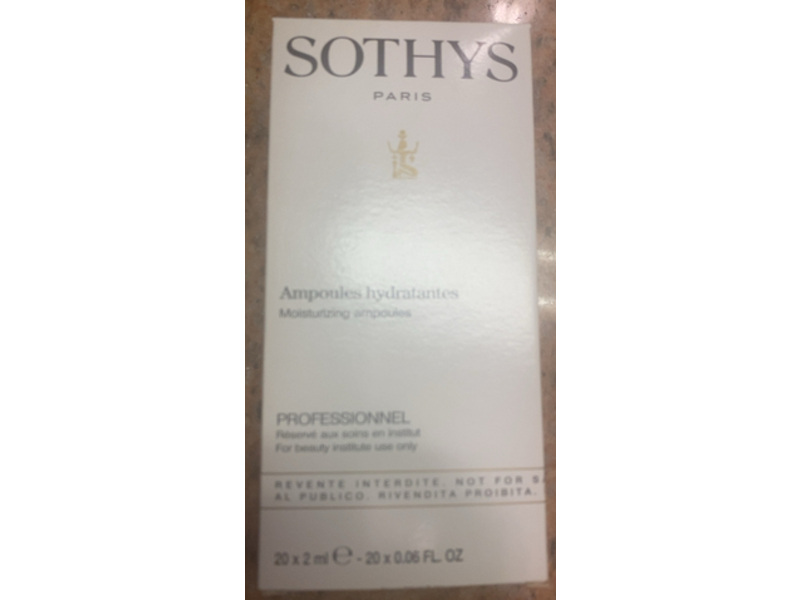 SOTHYS
PARIS
Ampoules hydratantes
Moisturizing ampoules
PROFESSIONNEL
Réservé aux soins en institut
For beauty institute use only
REVENTE INTERDITE. NOT FOR
AL PUBLICO. RIVENDITA PROIBITA.
20 x 2 ml ℮ - 20 x 0.06 FL. OZ